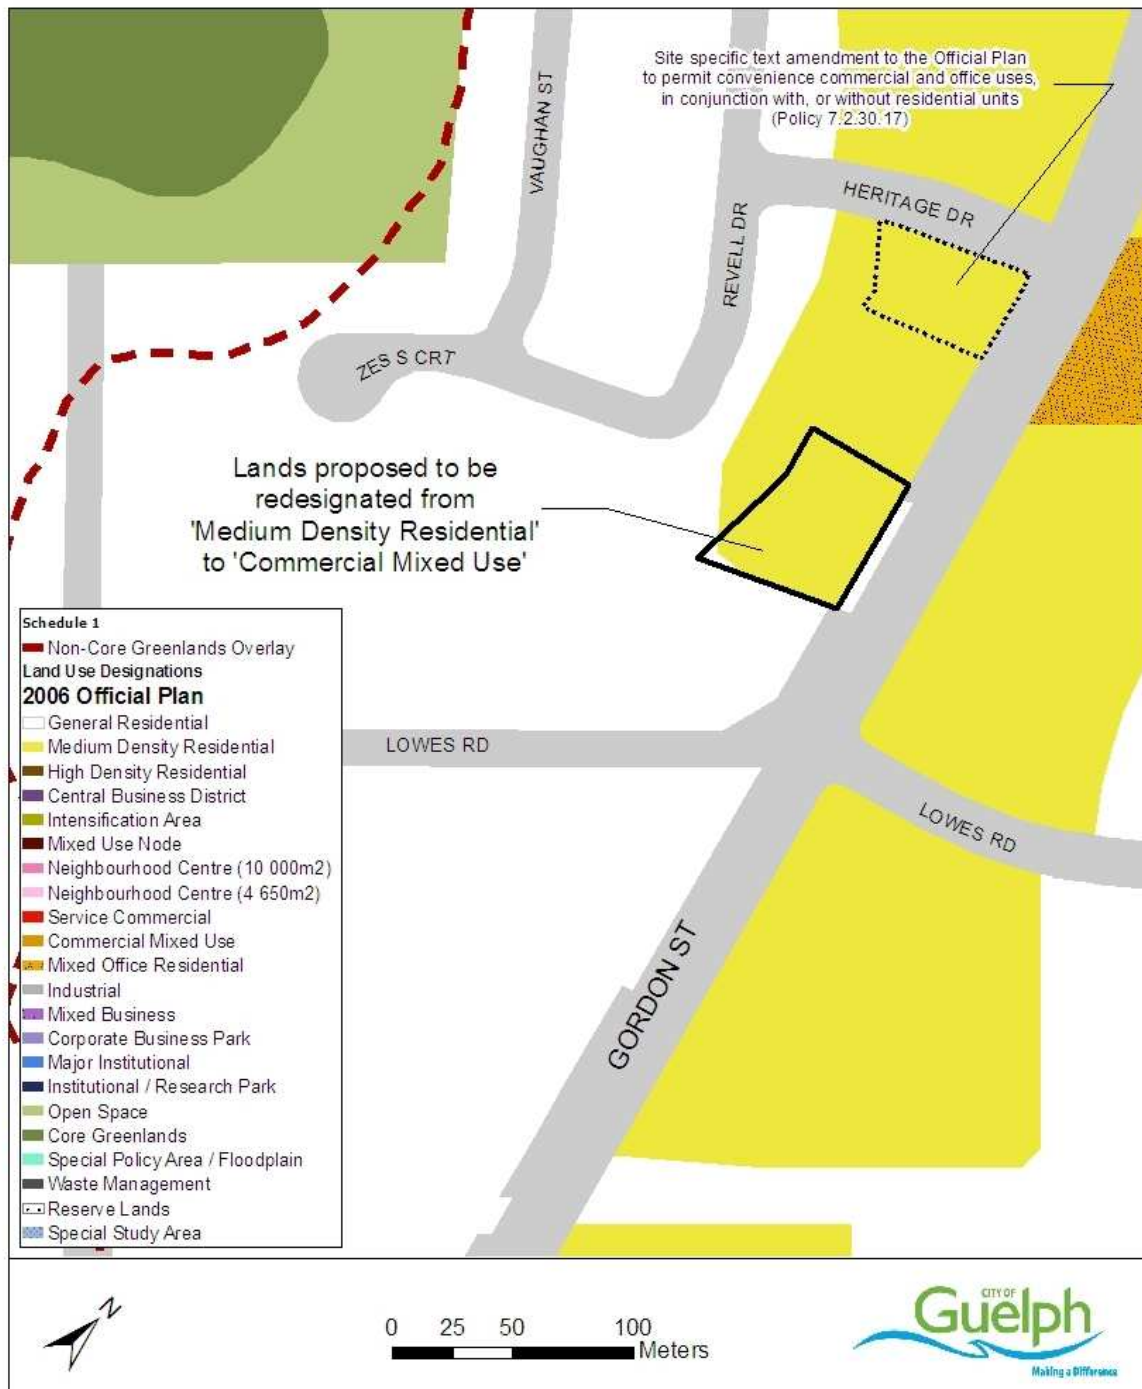 Site specific text amendment to the Official Plan
to permit convenience commercial and office uses,
in conjunction with, or without residential units
(Policy 7.2.30.17)
VAUGHAN ST
HERITAGE DR
REVELL DR
ZES S CRT
Lands proposed to be
redesignated from
'Medium Density Residential'
to 'Commercial Mixed Use'
LOWES RD
LOWES RD
GORDON ST
Schedule 1
Non-Core Greenlands Overlay
Land Use Designations
2006 Official Plan
General Residential
Medium Density Residential
High Density Residential
Central Business District
Intensification Area
Mixed Use Node
Neighbourhood Centre (10 000m2)
Neighbourhood Centre (4 650m2)
Service Commercial
Commercial Mixed Use
Mixed Office Residential
Industrial
Mixed Business
Corporate Business Park
Major Institutional
Institutional / Research Park
Open Space
Core Greenlands
Special Policy Area / Floodplain
Waste Management
Reserve Lands
Special Study Area
N
0 25 50 100
Meters
CITY OF
Guelph
Making a Difference